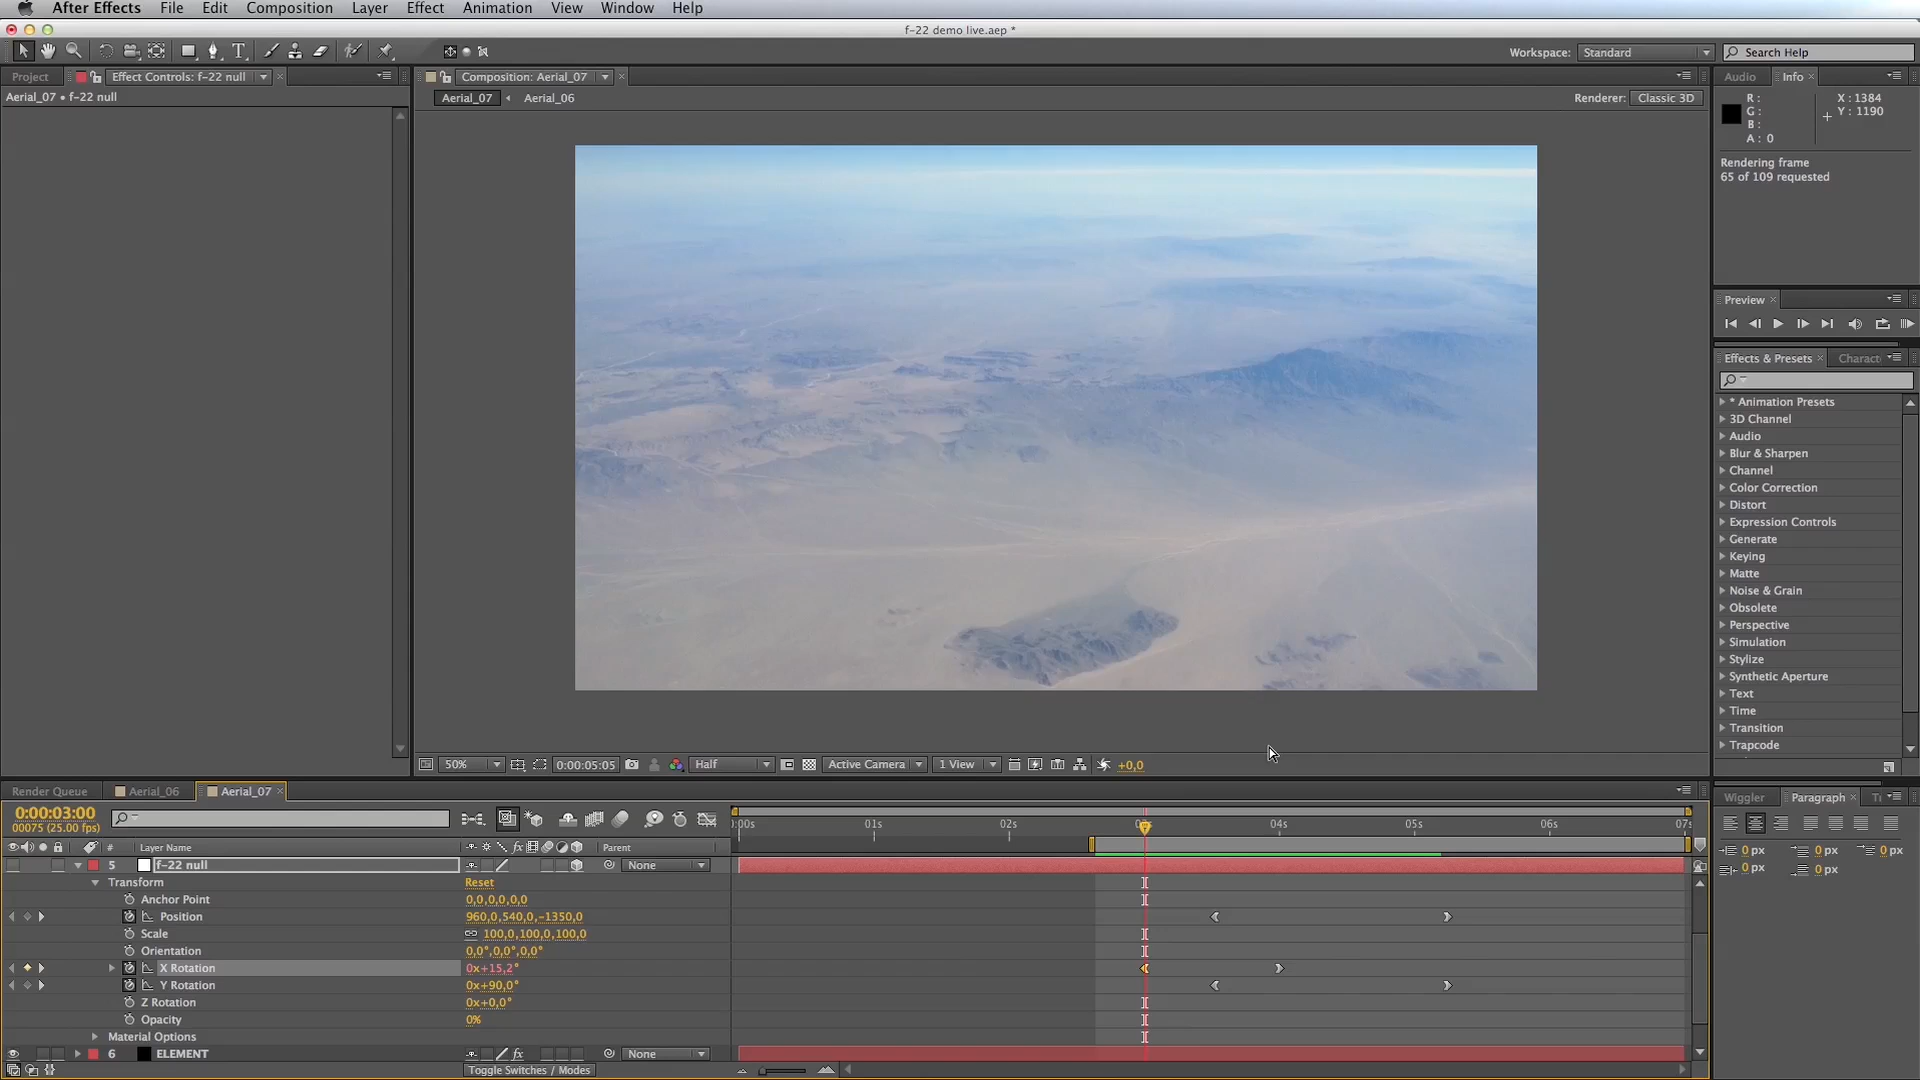 After Effects File Edit Composition Layer Effect Animation View Window Help
f-22 demo live.aep *
Workspace: Standard Search Help
Project Effect Controls: f-22 null Composition: Aerial_07 Audio Info
Aerial_07 • f-22 null
Aerial_07 Aerial_06 Renderer: Classic 3D
R :
G :
B :
A : 0
X : 1384
Y : 1190
Rendering frame
65 of 109 requested
Preview
Effects & Presets Charact
* Animation Presets
3D Channel
Audio
Blur & Sharpen
Channel
Color Correction
Distort
Expression Controls
Generate
Keying
Matte
Noise & Grain
Obsolete
Perspective
Simulation
Stylize
Synthetic Aperture
Text
Time
Transition
Trapcode
50% 0:00:05:05 Half Active Camera 1 View +0,0
Render Queue Aerial_06 Aerial_07
Wiggler Paragraph
0:00:03:00
00075 (25.00 fps)
:00s 01s 02s 04s 05s 06s 07s
# Layer Name Parent
5 f-22 null None
Transform Reset
Anchor Point 0,0,0,0,0,0
Position 960,0,540,0,-1350,0
Scale 100,0,100,0,100,0
Orientation 0,0°,0,0°,0,0°
X Rotation 0x+15,2°
Y Rotation 0x+90,0°
Z Rotation 0x+0,0°
Opacity 0%
Material Options
6 ELEMENT fx None
Toggle Switches / Modes
0 px 0 px 0 px
0 px 0 px